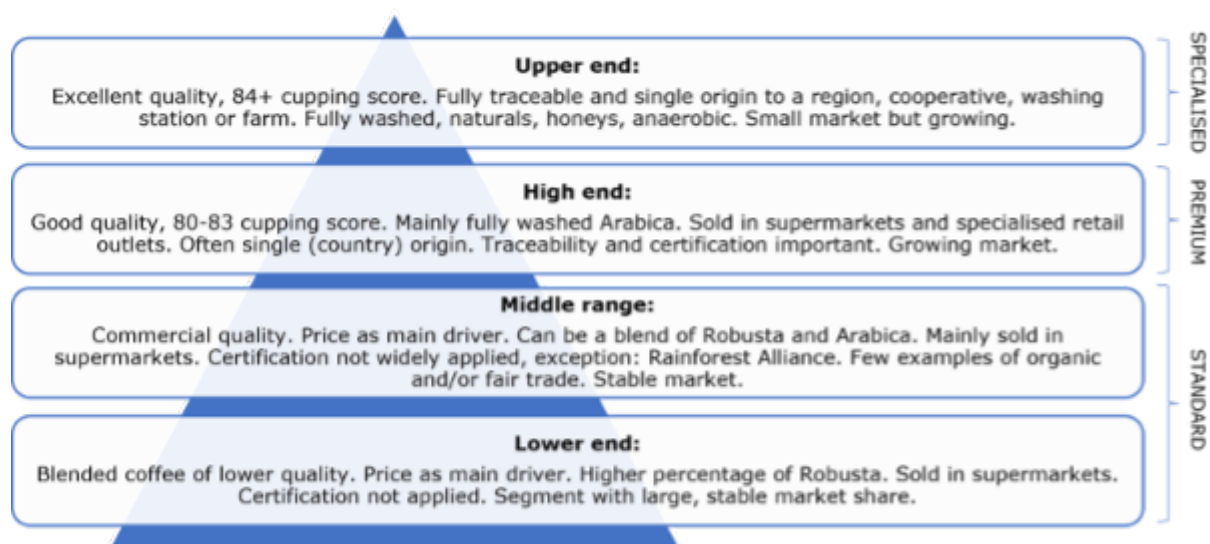 Upper end:
Excellent quality, 84+ cupping score. Fully traceable and single origin to a region, cooperative, washing
station or farm. Fully washed, naturals, honeys, anaerobic. Small market but growing.
SPECIALISED
High end:
Good quality, 80-83 cupping score. Mainly fully washed Arabica. Sold in supermarkets and specialised retail
outlets. Often single (country) origin. Traceability and certification important. Growing market.
PREMIUM
Middle range:
Commercial quality. Price as main driver. Can be a blend of Robusta and Arabica. Mainly sold in
supermarkets. Certification not widely applied, exception: Rainforest Alliance. Few examples of organic
and/or fair trade. Stable market.
Lower end:
Blended coffee of lower quality. Price as main driver. Higher percentage of Robusta. Sold in supermarkets.
Certification not applied. Segment with large, stable market share.
STANDARD